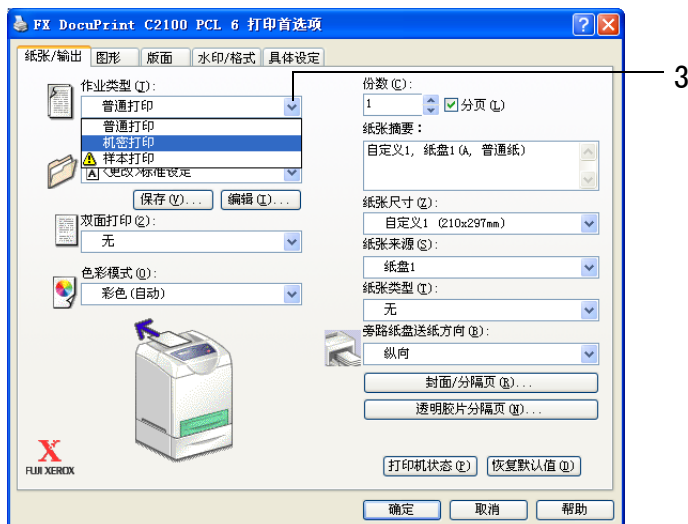 FX DocuPrint C2100 PCL 6 打印首选项
纸张/输出 图形 版面 水印/格式 具体设定
3
作业类型(T):
普通打印
普通打印
机密打印
样本打印
<更改>标准设定
保存(V)... 编辑(I)...
双面打印(2):
无
色彩模式(O):
彩色(自动)
FUJI XEROX
份数(C):
1 分页(L)
纸张摘要:
自定义1, 纸盘1(A, 普通紙)
纸张尺寸(Z):
自定义1 (210x297mm)
纸张来源(S):
纸盘1
纸张类型(T):
无
旁路纸盘送纸方向(B):
纵向
封面/分隔页(R)...
透明胶片分隔页(N)...
打印机状态(P) 恢复默认值(D)
确定 取消 帮助